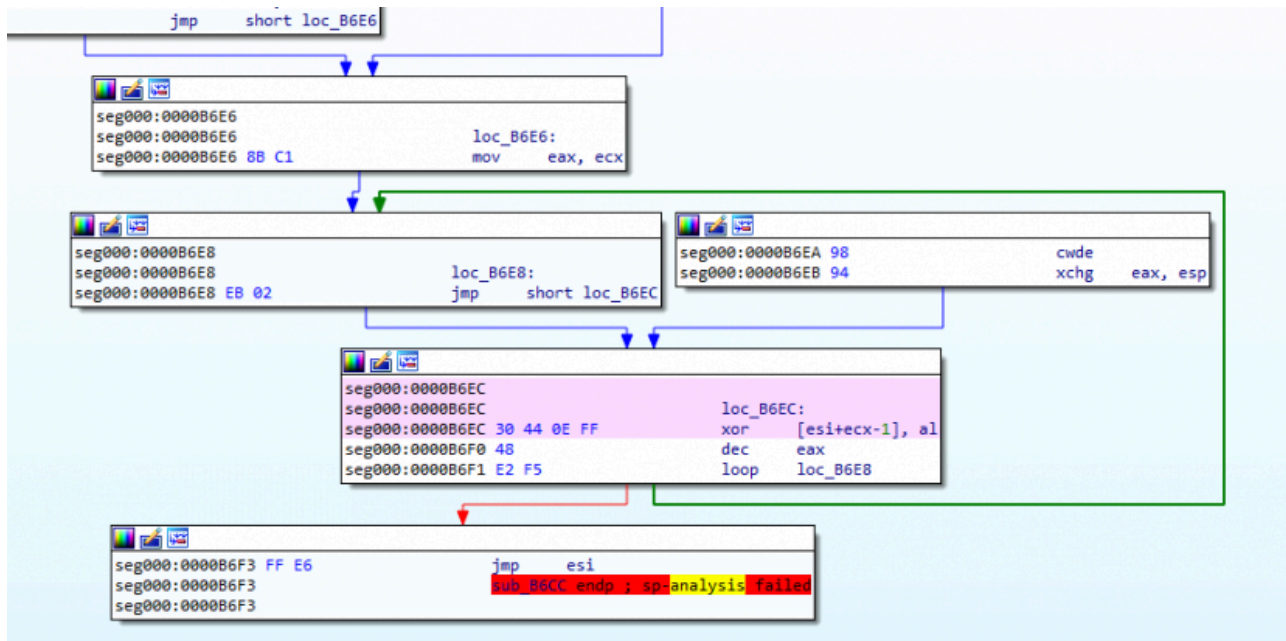 jmp short loc_B6E6
seg000:0000B6E6
seg000:0000B6E6 loc_B6E6:
seg000:0000B6E6 8B C1 mov eax, ecx
seg000:0000B6E8
seg000:0000B6E8 loc_B6E8:
seg000:0000B6E8 EB 02 jmp short loc_B6EC
seg000:0000B6EA 98 cwde
seg000:0000B6EB 94 xchg eax, esp
seg000:0000B6EC
seg000:0000B6EC loc_B6EC:
seg000:0000B6EC 30 44 0E FF xor [esi+ecx-1], al
seg000:0000B6F0 48 dec eax
seg000:0000B6F1 E2 F5 loop loc_B6E8
seg000:0000B6F3 FF E6 jmp esi
seg000:0000B6F3 sub_B6CC endp ; sp-analysis failed
seg000:0000B6F3